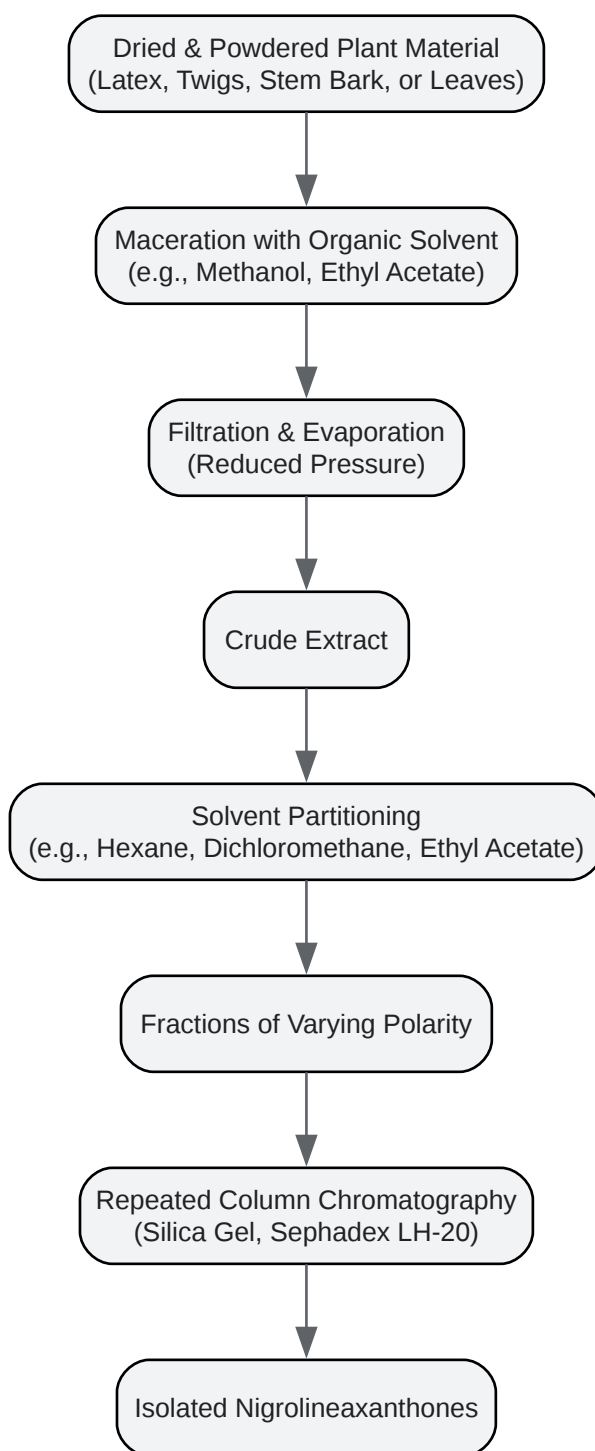 Dried & Powdered Plant Material
(Latex, Twigs, Stem Bark, or Leaves)
Maceration with Organic Solvent
(e.g., Methanol, Ethyl Acetate)
Filtration & Evaporation
(Reduced Pressure)
Crude Extract
Solvent Partitioning
(e.g., Hexane, Dichloromethane, Ethyl Acetate)
Fractions of Varying Polarity
Repeated Column Chromatography
(Silica Gel, Sephadex LH-20)
Isolated Nigrolineaxanthones